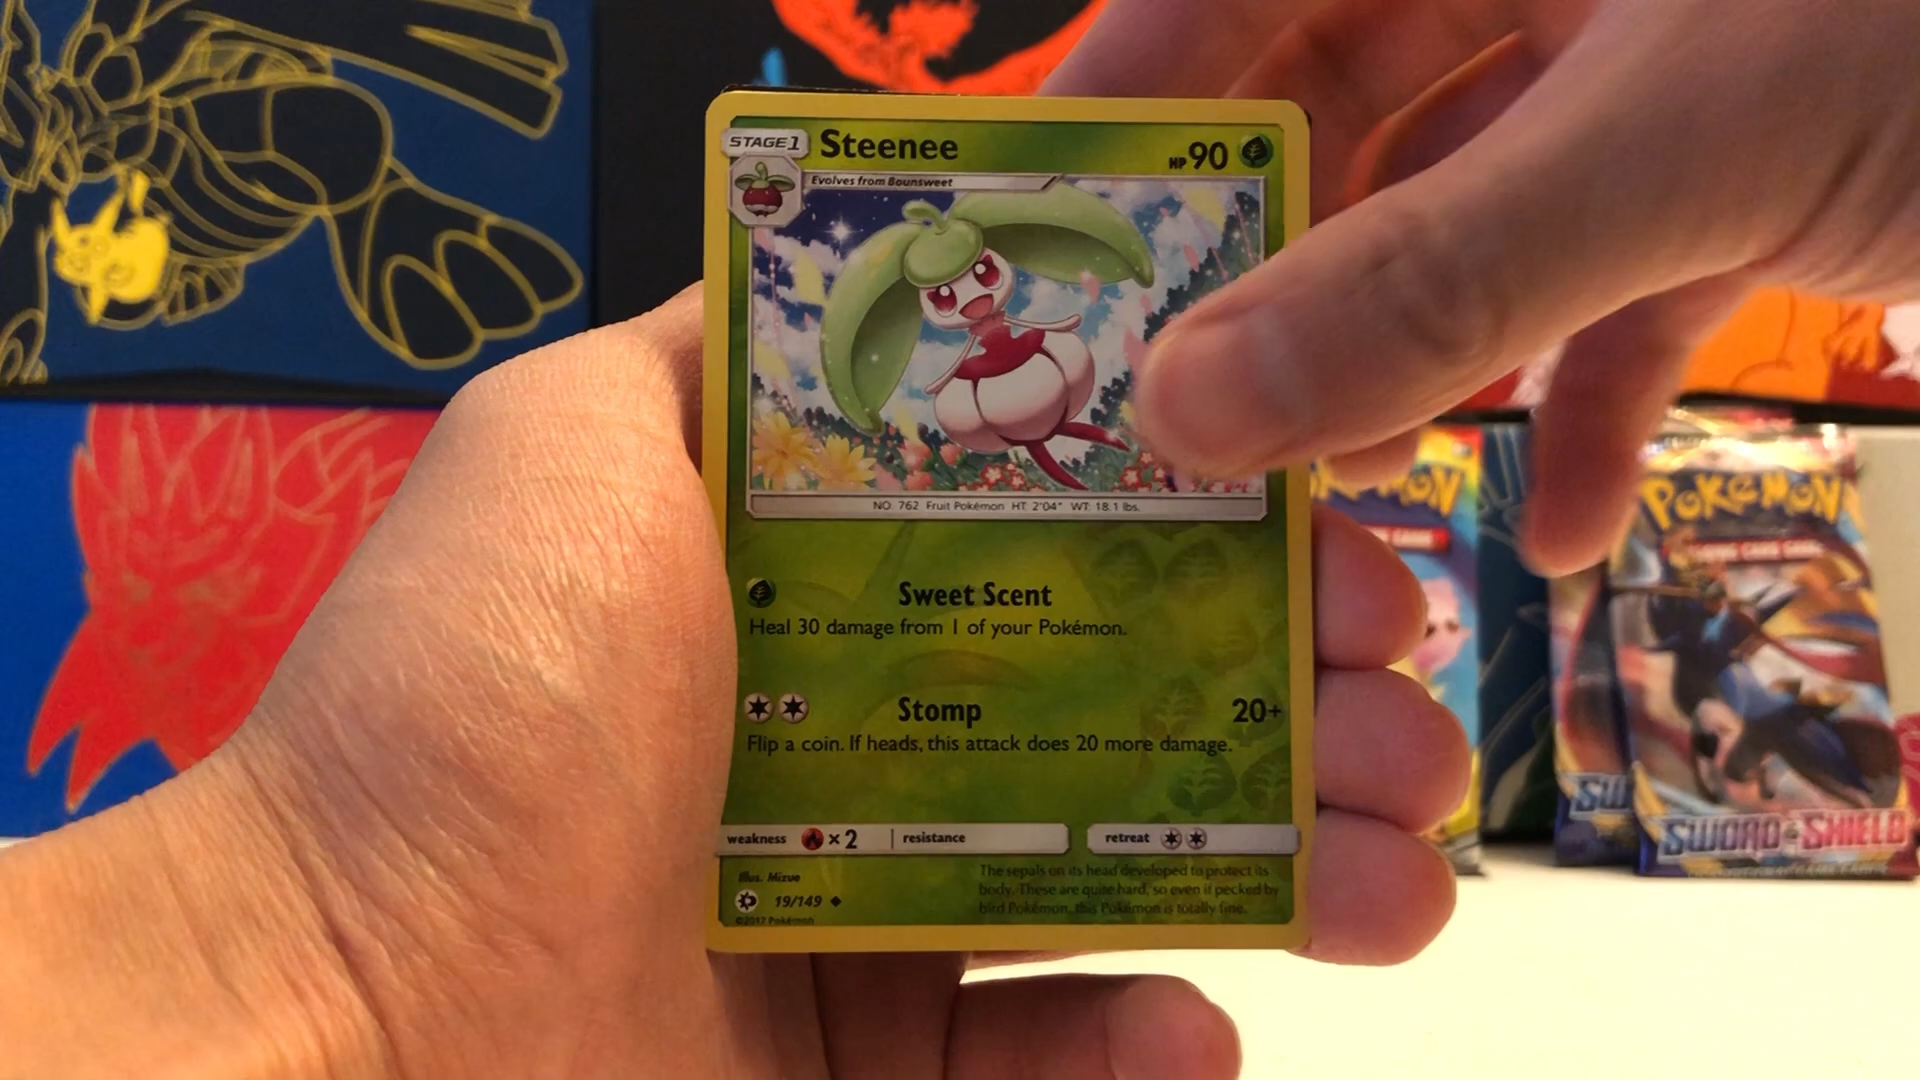 STAGE1
Steenee
HP 90
Evolves from Bounsweet
NO. 762 Fruit Pokémon HT: 2'04" WT: 18.1 lbs.
Sweet Scent
Heal 30 damage from 1 of your Pokémon.
Stomp 20+
Flip a coin. If heads, this attack does 20 more damage.
weakness ×2 resistance retreat
Illus. Mizue
19/149
©2017 Pokémon
The sepals on its head developed to protect its
body. These are quite hard, so even if pecked by
bird Pokémon, this Pokémon is totally fine.
POKéMON
SW
SWORD & SHIELD